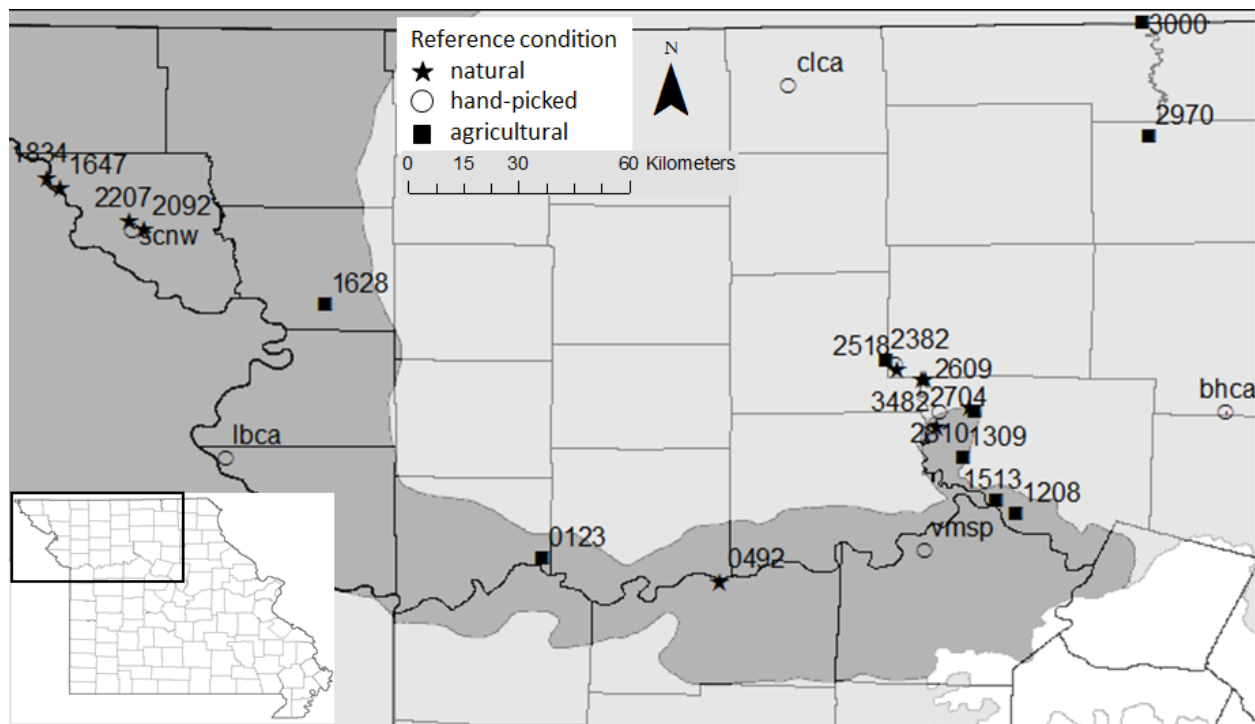 Reference condition
natural
hand-picked
agricultural
N
0 15 30 60 Kilometers
clca
3000
2970
1834
1647
2207
2092
scnw
1628
2518
2382
2609
3482
2704
bhca
lbca
2810
1309
1513
1208
vmsp
0123
0492